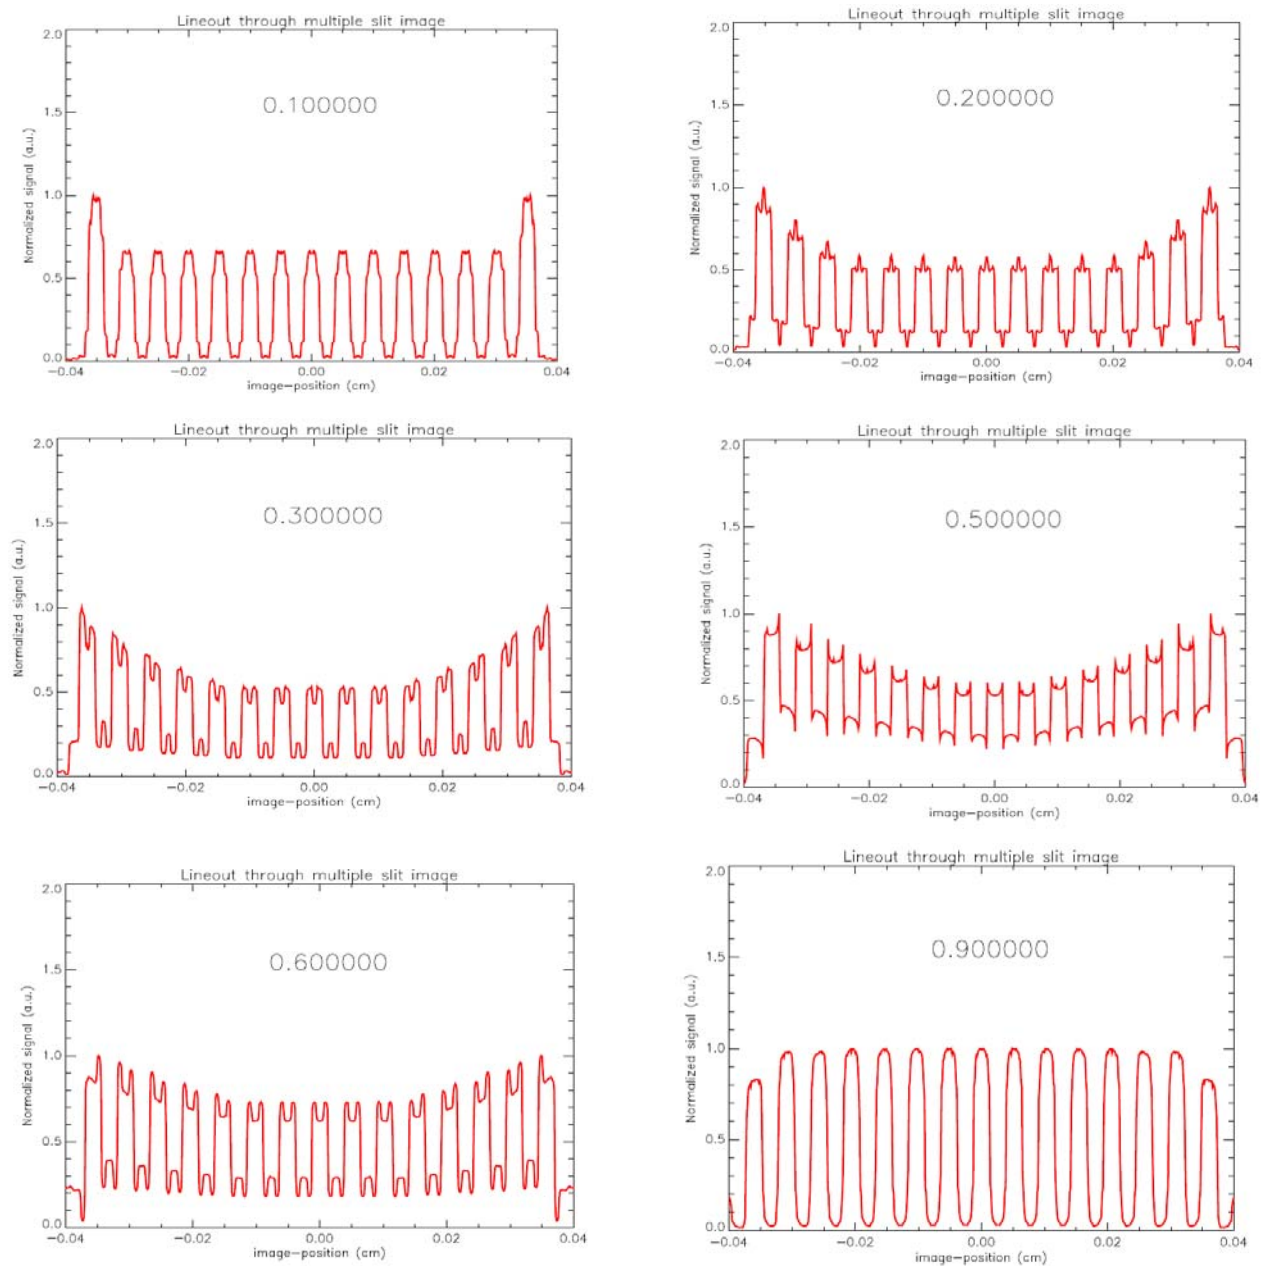 Lineout through multiple slit image
2.0
1.5
1.0
0.5
0.0
0.100000
Normalized signal (a.u.)
−0.04 −0.02 0.00 0.02 0.04
image−position (cm)
Lineout through multiple slit image
2.0
1.5
1.0
0.5
0.0
0.200000
Normalized signal (a.u.)
−0.04 −0.02 0.00 0.02 0.04
image−position (cm)
Lineout through multiple slit image
2.0
1.5
1.0
0.5
0.0
0.300000
Normalized signal (a.u.)
−0.04 −0.02 0.00 0.02 0.04
image−position (cm)
Lineout through multiple slit image
2.0
1.5
1.0
0.5
0.0
0.500000
Normalized signal (a.u.)
−0.04 −0.02 0.00 0.02 0.04
image−position (cm)
Lineout through multiple slit image
2.0
1.5
1.0
0.5
0.0
0.600000
Normalized signal (a.u.)
−0.04 −0.02 0.00 0.02 0.04
image−position (cm)
Lineout through multiple slit image
2.0
1.5
1.0
0.5
0.0
0.900000
Normalized signal (a.u.)
−0.04 −0.02 0.00 0.02 0.04
image−position (cm)